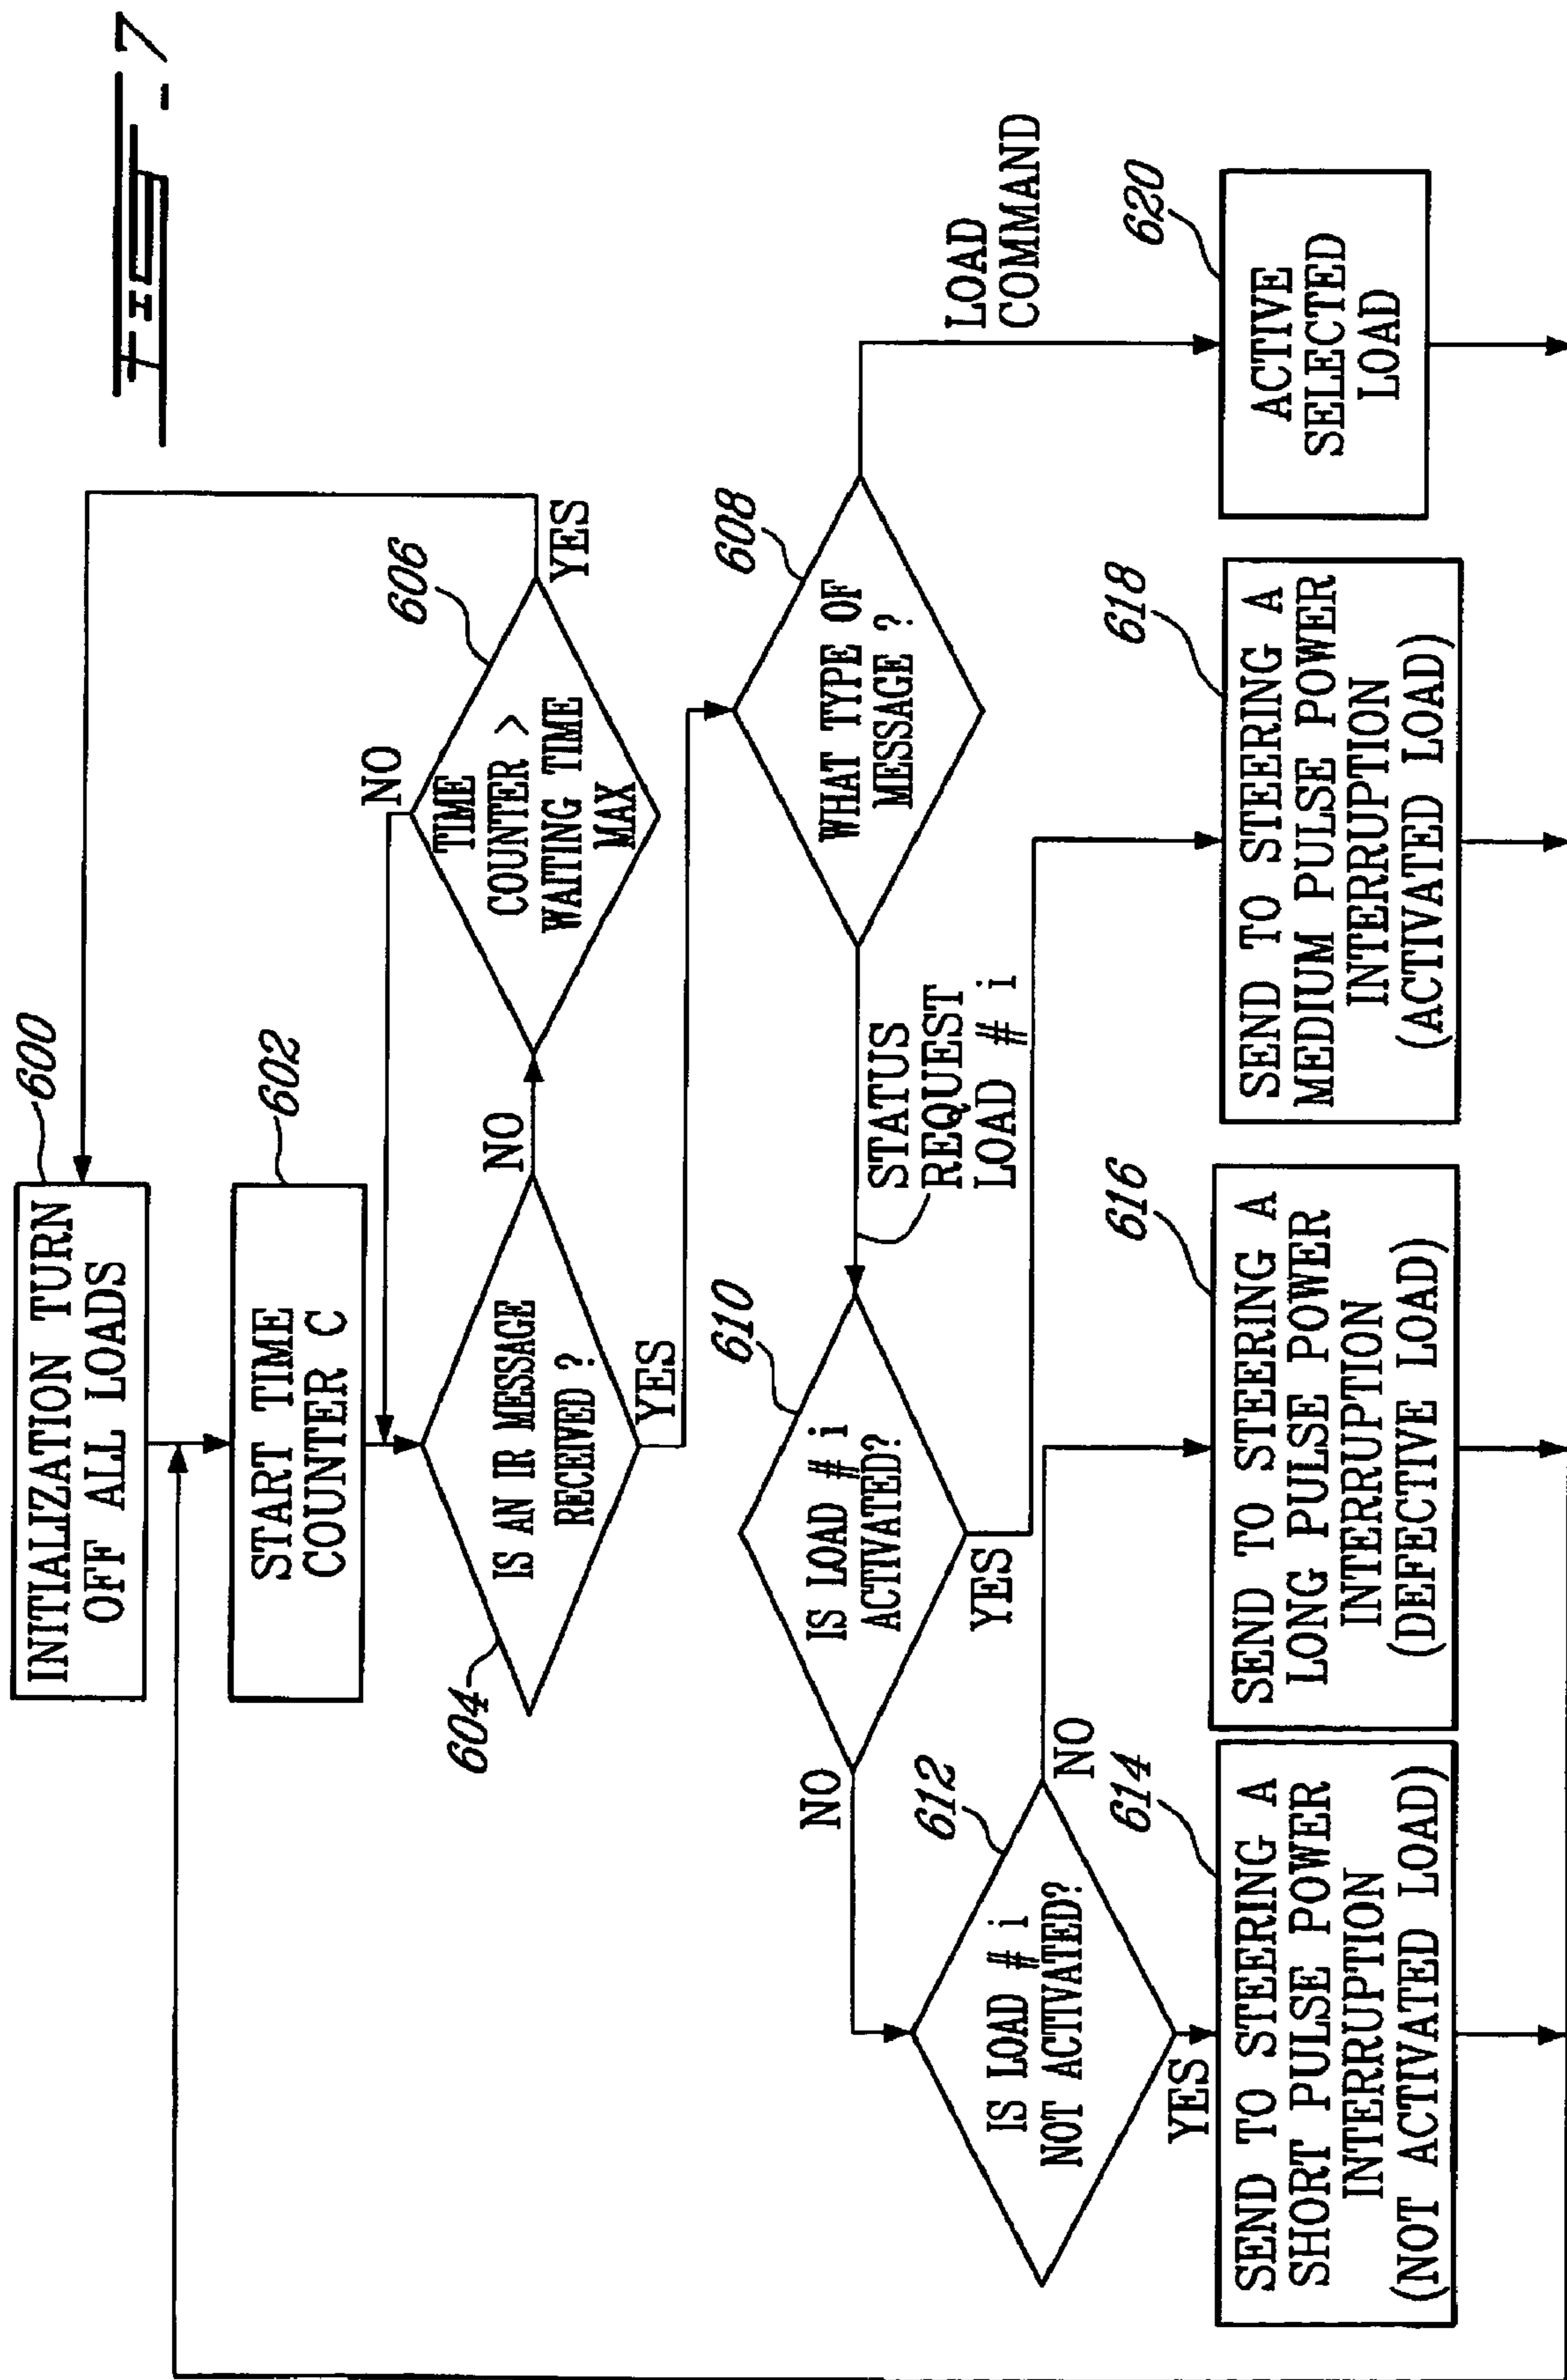 FIG_7
600
INITIALIZATION TURN
OFF ALL LOADS
602
START TIME
COUNTER C
604
IS AN IR MESSAGE
RECEIVED ?
NO
YES
606
TIME
COUNTER >
WAITING TIME
MAX
NO
YES
608
WHAT TYPE OF
MESSAGE ?
STATUS
REQUEST
LOAD # i
LOAD
COMMAND
610
IS LOAD # i
ACTIVATED?
NO
YES
612
IS LOAD # i
NOT ACTIVATED?
NO
YES
614
SEND TO STEERING A
SHORT PULSE POWER
INTERRUPTION
(NOT ACTIVATED LOAD)
616
SEND TO STEERING A
LONG PULSE POWER
INTERRUPTION
(DEFECTIVE LOAD)
618
SEND TO STEERING A
MEDIUM PULSE POWER
INTERRUPTION
(ACTIVATED LOAD)
620
ACTIVE
SELECTED
LOAD